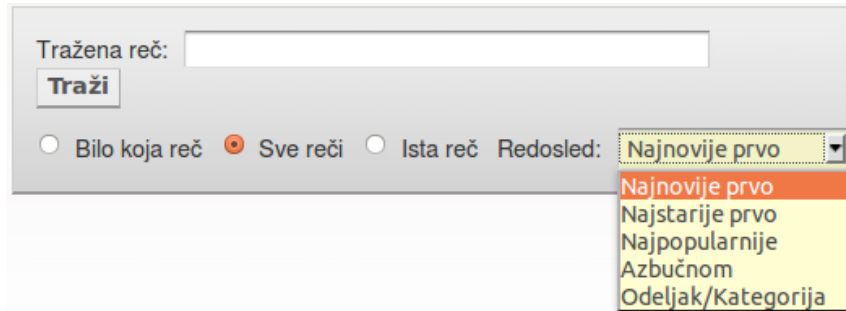 Tražena reč:
Traži
Bilo koja reč Sve reči Ista reč Redosled: Najnovije prvo
Najnovije prvo
Najstarije prvo
Najpopularnije
Azbučnom
Odeljak/Kategorija